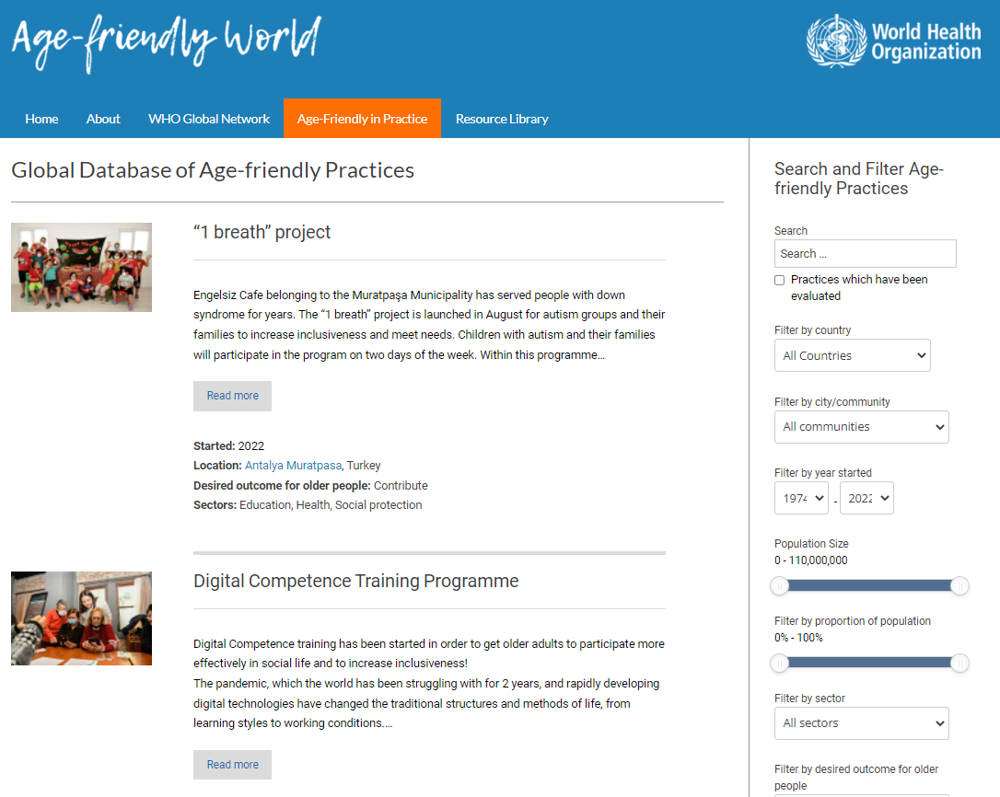 Age-friendly World
World Health
Organization
Home
About
WHO Global Network
Age-Friendly in Practice
Resource Library
Global Database of Age-friendly Practices
“1 breath” project
Engelsiz Cafe belonging to the Muratpaşa Municipality has served people with down
syndrome for years. The “1 breath” project is launched in August for autism groups and their
families to increase inclusiveness and meet needs. Children with autism and their families
will participate in the program on two days of the week. Within this programme...
Read more
Started: 2022
Location: Antalya Muratpasa, Turkey
Desired outcome for older people: Contribute
Sectors: Education, Health, Social protection
Digital Competence Training Programme
Digital Competence training has been started in order to get older adults to participate more
effectively in social life and to increase inclusiveness!
The pandemic, which the world has been struggling with for 2 years, and rapidly developing
digital technologies have changed the traditional structures and methods of life, from
learning styles to working conditions....
Read more
Search and Filter Age-
friendly Practices
Search
Search ...
Practices which have been
evaluated
Filter by country
All Countries
Filter by city/community
All communities
Filter by year started
1974 - 2022
Population Size
0 - 110,000,000
Filter by proportion of population
0% - 100%
Filter by sector
All sectors
Filter by desired outcome for older
people